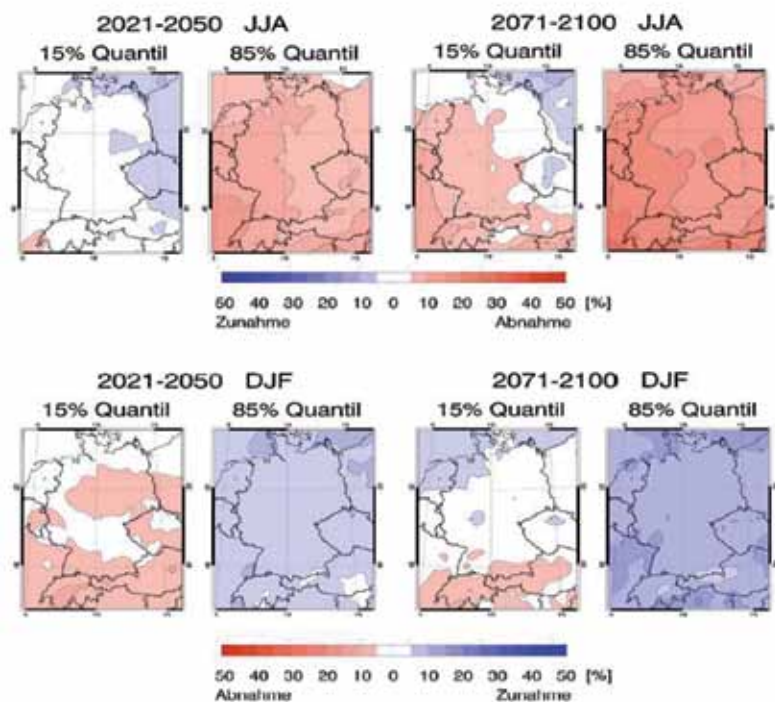 2021-2050 JJA
2071-2100 JJA
15% Quantil
85% Quantil
15% Quantil
85% Quantil
50 40 30 20 10 0 10 20 30 40 50 [%]
Zunahme
Abnahme
2021-2050 DJF
2071-2100 DJF
15% Quantil
85% Quantil
15% Quantil
85% Quantil
50 40 30 20 10 0 10 20 30 40 50 [%]
Abnahme
Zunahme